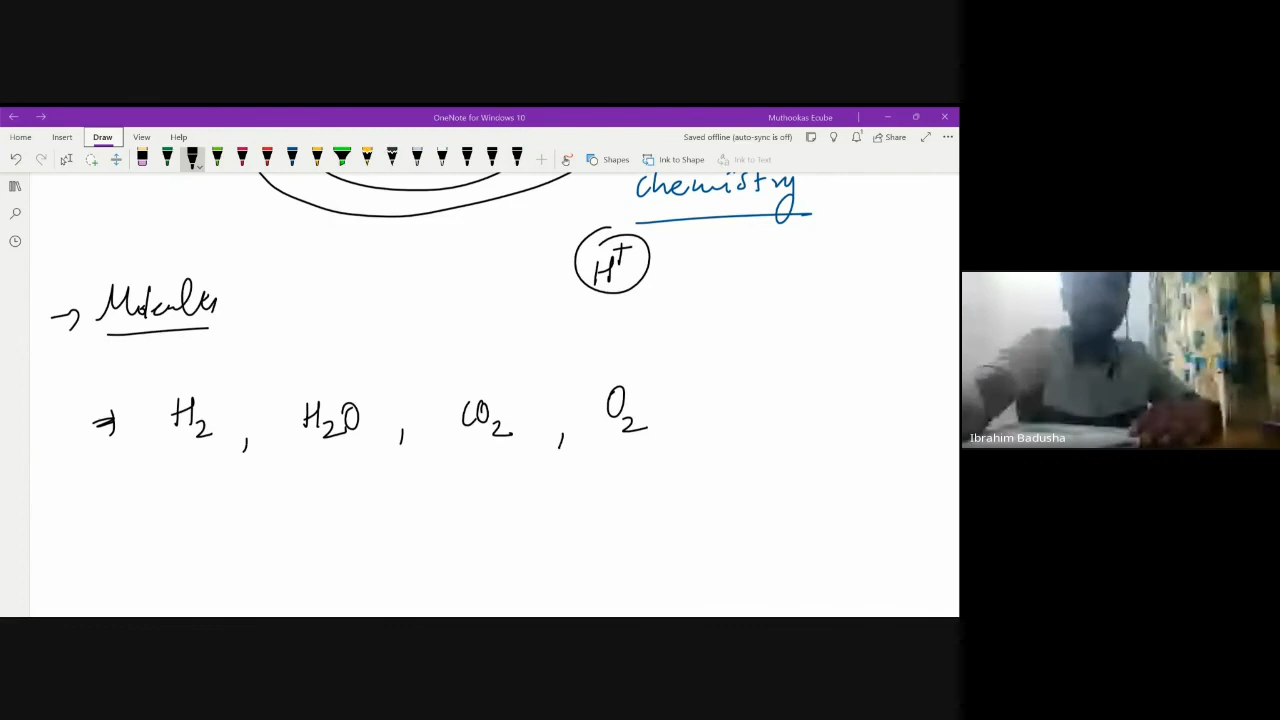 OneNote for Windows 10
Muthookas Ecube
Home Insert Draw View Help
Saved offline (auto-sync is off)
Share
Shapes
Ink to Shape
Ink to Text
chemistry
H⁺
→ Molecules
⇒ H₂ , H₂O , CO₂ , O₂
Ibrahim Badusha